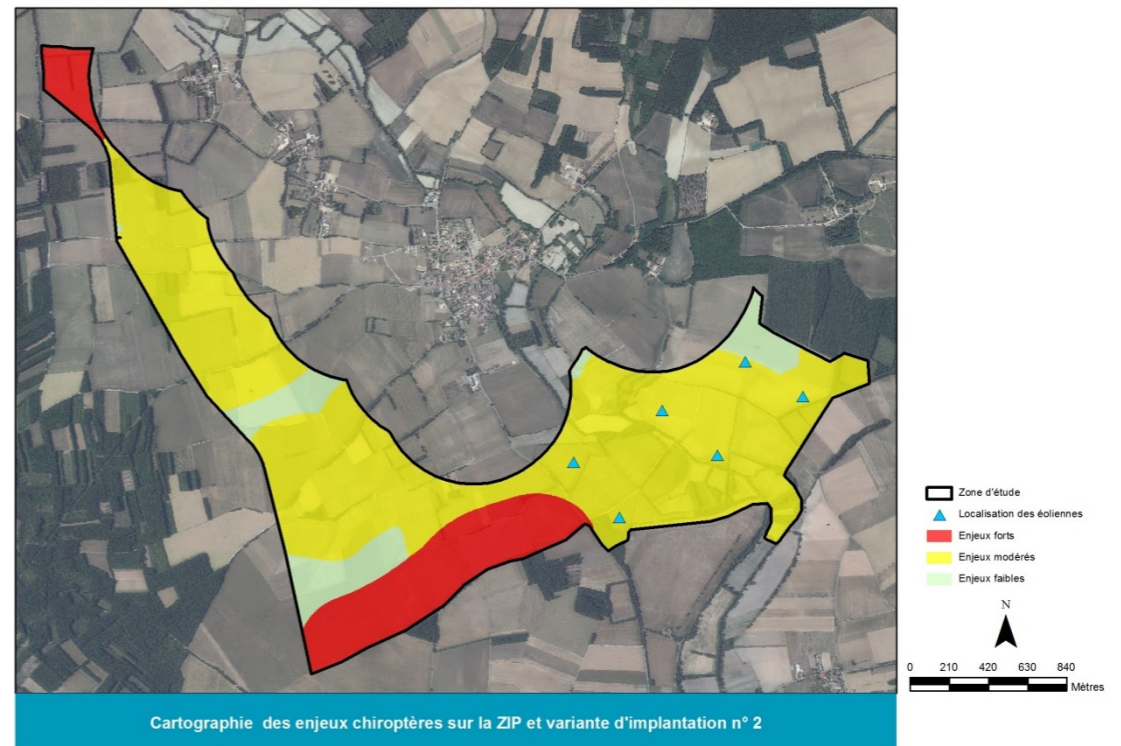 Zone d'étude
Localisation des éoliennes
Enjeux forts
Enjeux modérés
Enjeux faibles
N
0 210 420 630 840
Mètres
Cartographie des enjeux chiroptères sur la ZIP et variante d'implantation n° 2